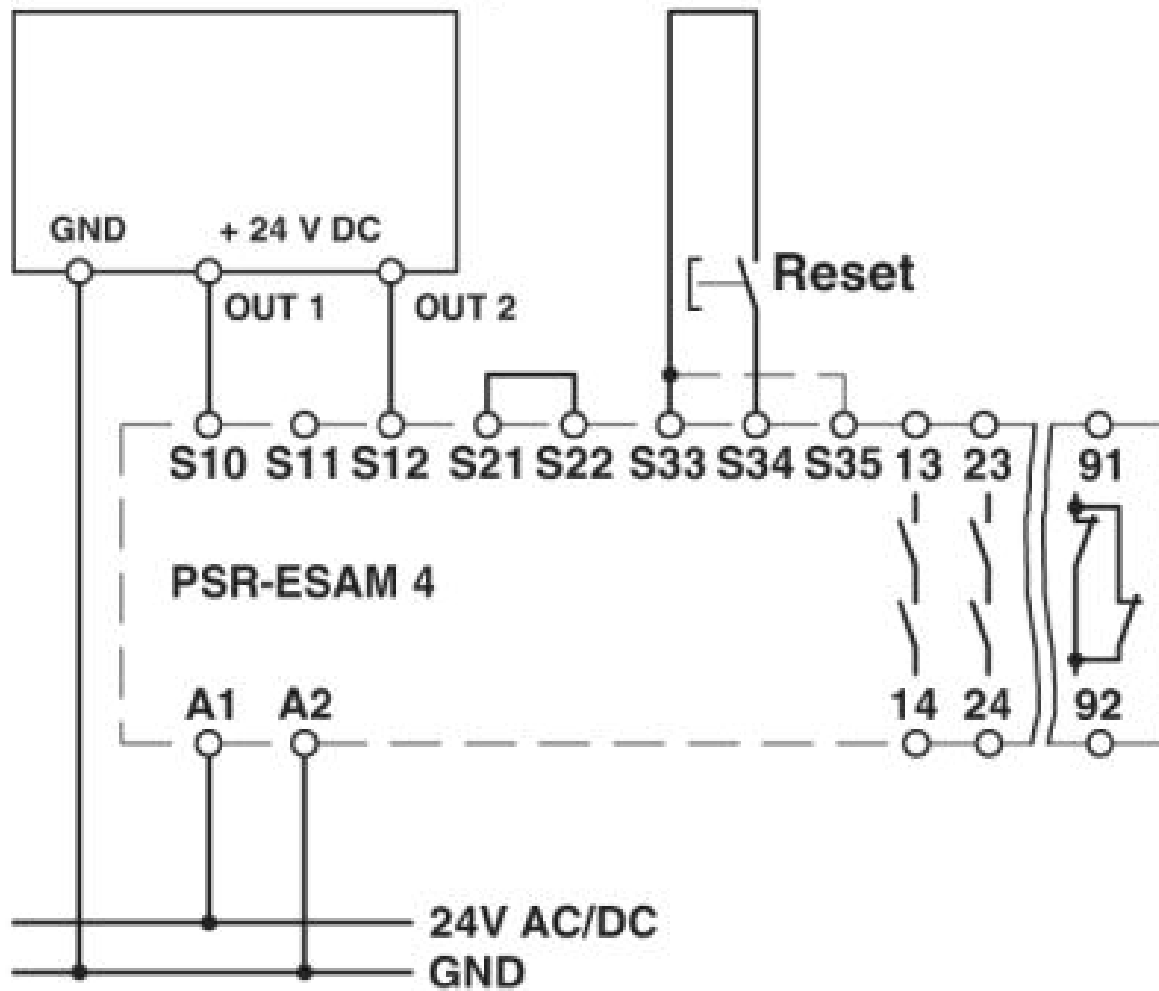 GND + 24 V DC
OUT 1 OUT 2
Reset
S10 S11 S12 S21 S22 S33 S34 S35 13 23 91
PSR-ESAM 4
A1 A2 14 24 92
24V AC/DC
GND